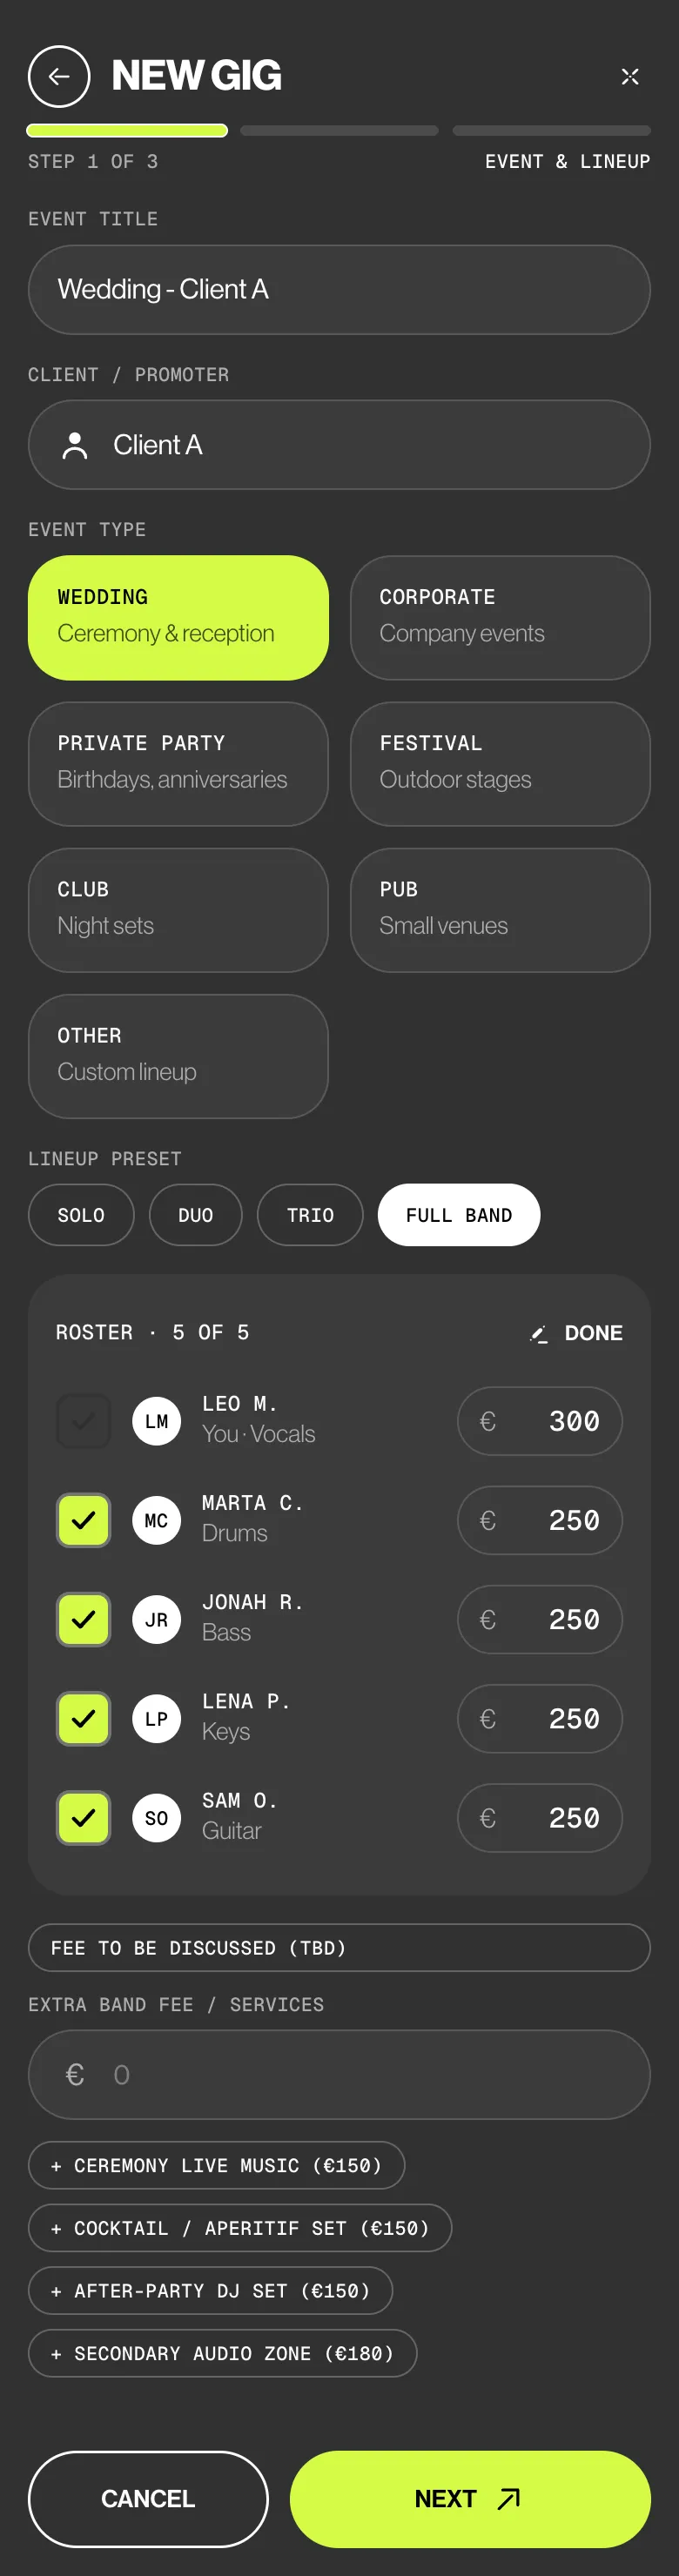 NEW GIG
STEP 1 OF 3
EVENT & LINEUP
EVENT TITLE
Wedding - Client A
CLIENT / PROMOTER
Client A
EVENT TYPE
WEDDING
Ceremony & reception
CORPORATE
Company events
PRIVATE PARTY
Birthdays, anniversaries
FESTIVAL
Outdoor stages
CLUB
Night sets
PUB
Small venues
OTHER
Custom lineup
LINEUP PRESET
SOLO
DUO
TRIO
FULL BAND
ROSTER · 5 OF 5
DONE
LM
LEO M.
You · Vocals
€ 300
MC
MARTA C.
Drums
€ 250
JR
JONAH R.
Bass
€ 250
LP
LENA P.
Keys
€ 250
SO
SAM O.
Guitar
€ 250
FEE TO BE DISCUSSED (TBD)
EXTRA BAND FEE / SERVICES
€ 0
+ CEREMONY LIVE MUSIC (€150)
+ COCKTAIL / APERITIF SET (€150)
+ AFTER-PARTY DJ SET (€150)
+ SECONDARY AUDIO ZONE (€180)
CANCEL
NEXT